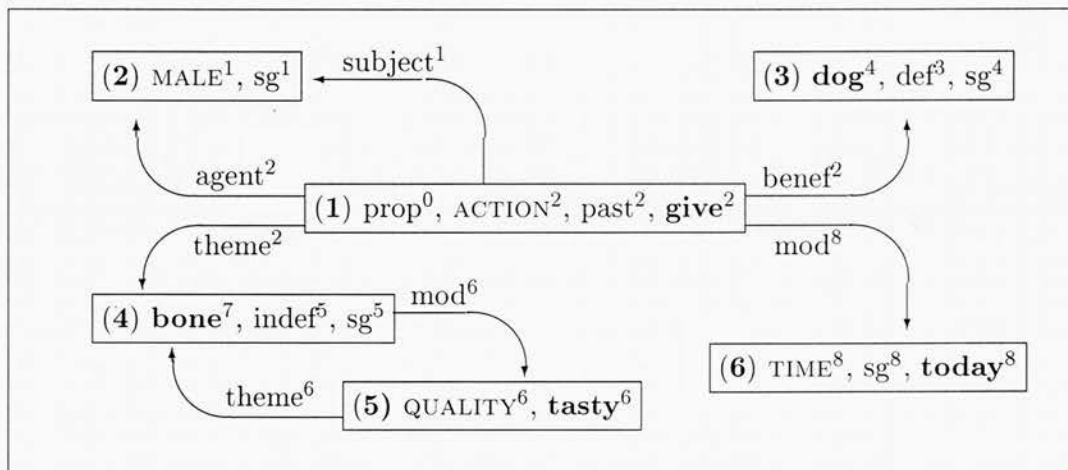 subject¹
(2) MALE¹, sg¹
(3) dog⁴, def³, sg⁴
agent²
benef²
(1) prop⁰, ACTION², past², give²
theme²
mod⁸
mod⁶
(4) bone⁷, indef⁵, sg⁵
(6) TIME⁸, sg⁸, today⁸
theme⁶
(5) QUALITY⁶, tasty⁶